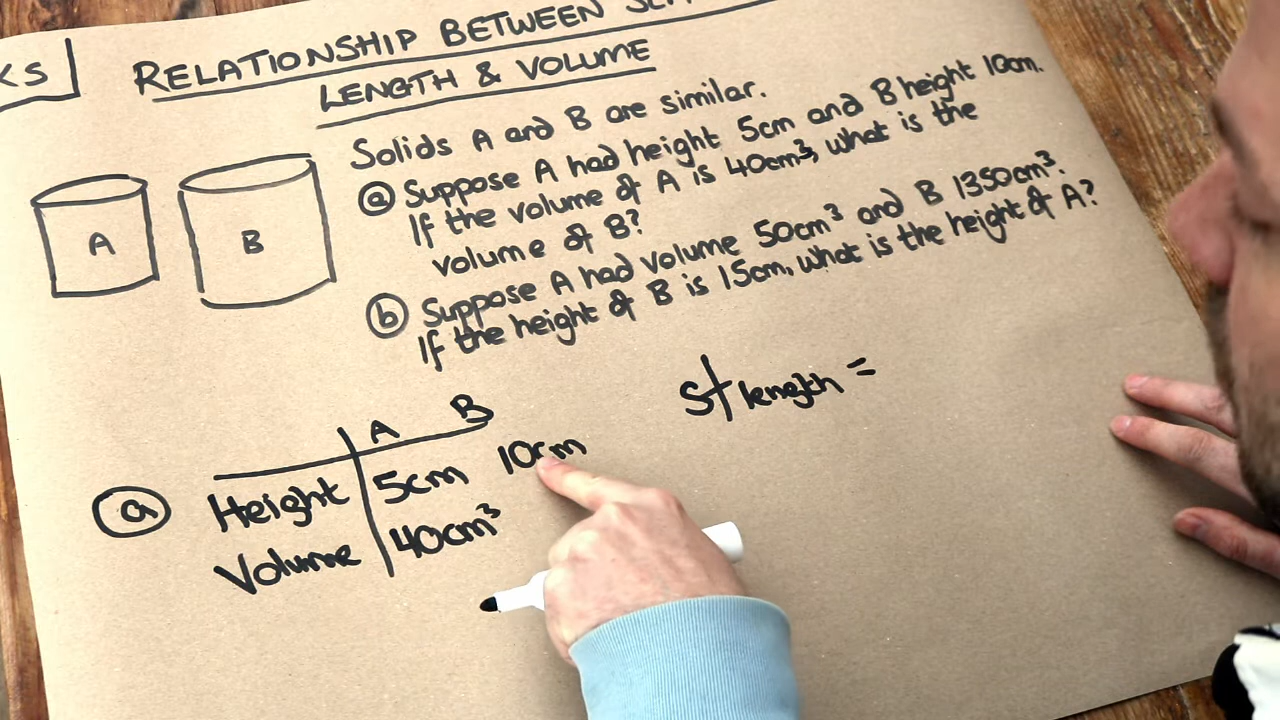 KS
RELATIONSHIP BETWEEN
LENGTH & VOLUME
Solids A and B are similar.
(a) Suppose A had height 5cm and B height 10cm.
If the volume of A is 40cm³, what is the
volume of B?
(b) Suppose A had volume 50cm³ and B 1350cm³.
If the height of B is 15cm, what is the height of A?
A
B
sf length =
A B
(a) Height 5cm 10cm
Volume 40cm³